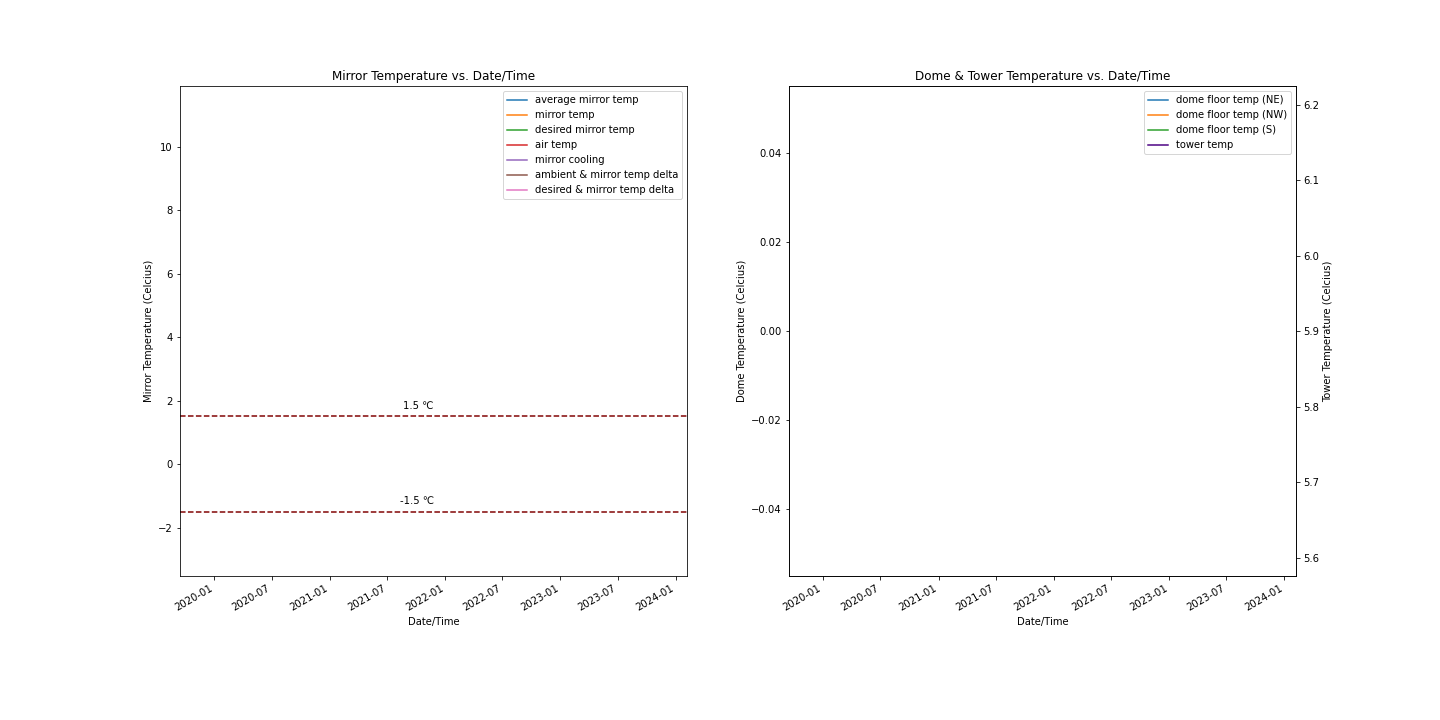 Mirror Temperature vs. Date/Time
average mirror temp
mirror temp
desired mirror temp
air temp
mirror cooling
ambient & mirror temp delta
desired & mirror temp delta
10
8
6
4
2
0
−2
Mirror Temperature (Celcius)
1.5 °C
-1.5 °C
2020-01
2020-07
2021-01
2021-07
2022-01
2022-07
2023-01
2023-07
2024-01
Date/Time
Dome & Tower Temperature vs. Date/Time
dome floor temp (NE)
dome floor temp (NW)
dome floor temp (S)
tower temp
0.04
0.02
0.00
−0.02
−0.04
Dome Temperature (Celcius)
6.2
6.1
6.0
5.9
5.8
5.7
5.6
Tower Temperature (Celcius)
2020-01
2020-07
2021-01
2021-07
2022-01
2022-07
2023-01
2023-07
2024-01
Date/Time